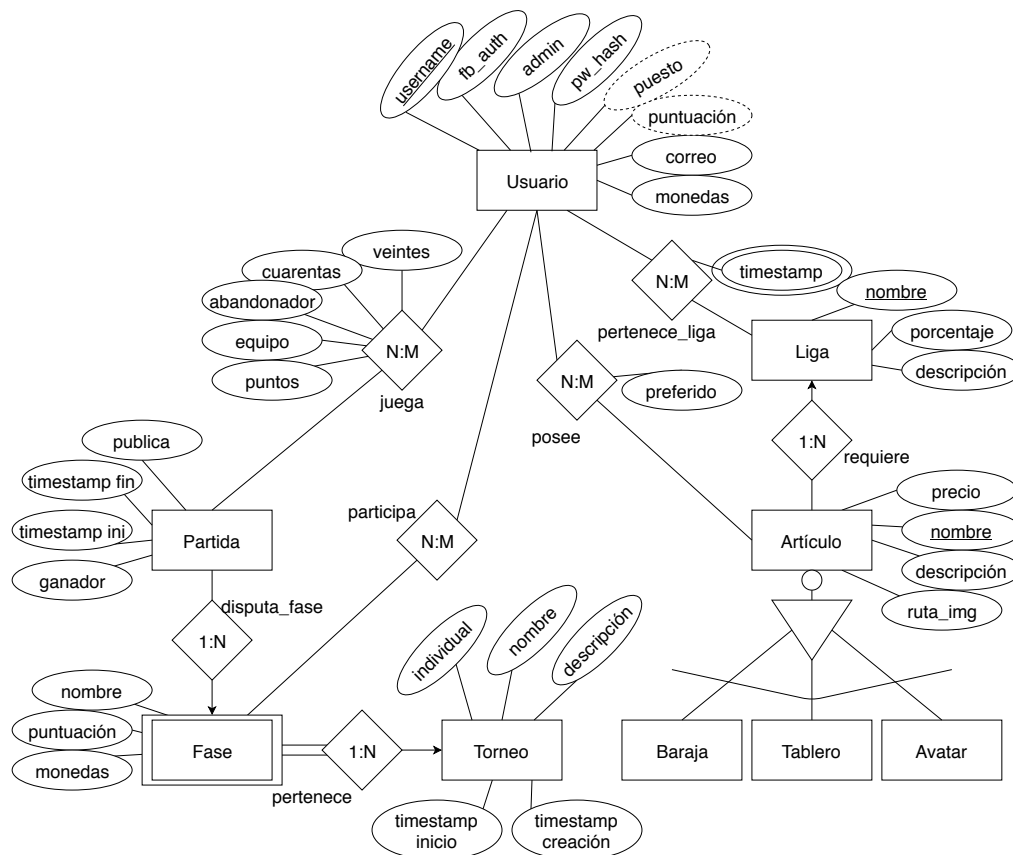 username
fb_auth
admin
pw_hash
puesto
puntuación
correo
monedas
Usuario
veintes
cuarentas
abandonador
equipo
puntos
N:M
juega
N:M
timestamp
pertenece_liga
nombre
porcentaje
descripción
Liga
N:M
preferido
posee
1:N
requiere
publica
timestamp fin
timestamp ini
ganador
Partida
participa
N:M
precio
nombre
descripción
ruta_img
Artículo
disputa_fase
1:N
individual
nombre
descripción
nombre
puntuación
monedas
Fase
1:N
pertenece
Torneo
Baraja
Tablero
Avatar
timestamp
inicio
timestamp
creación